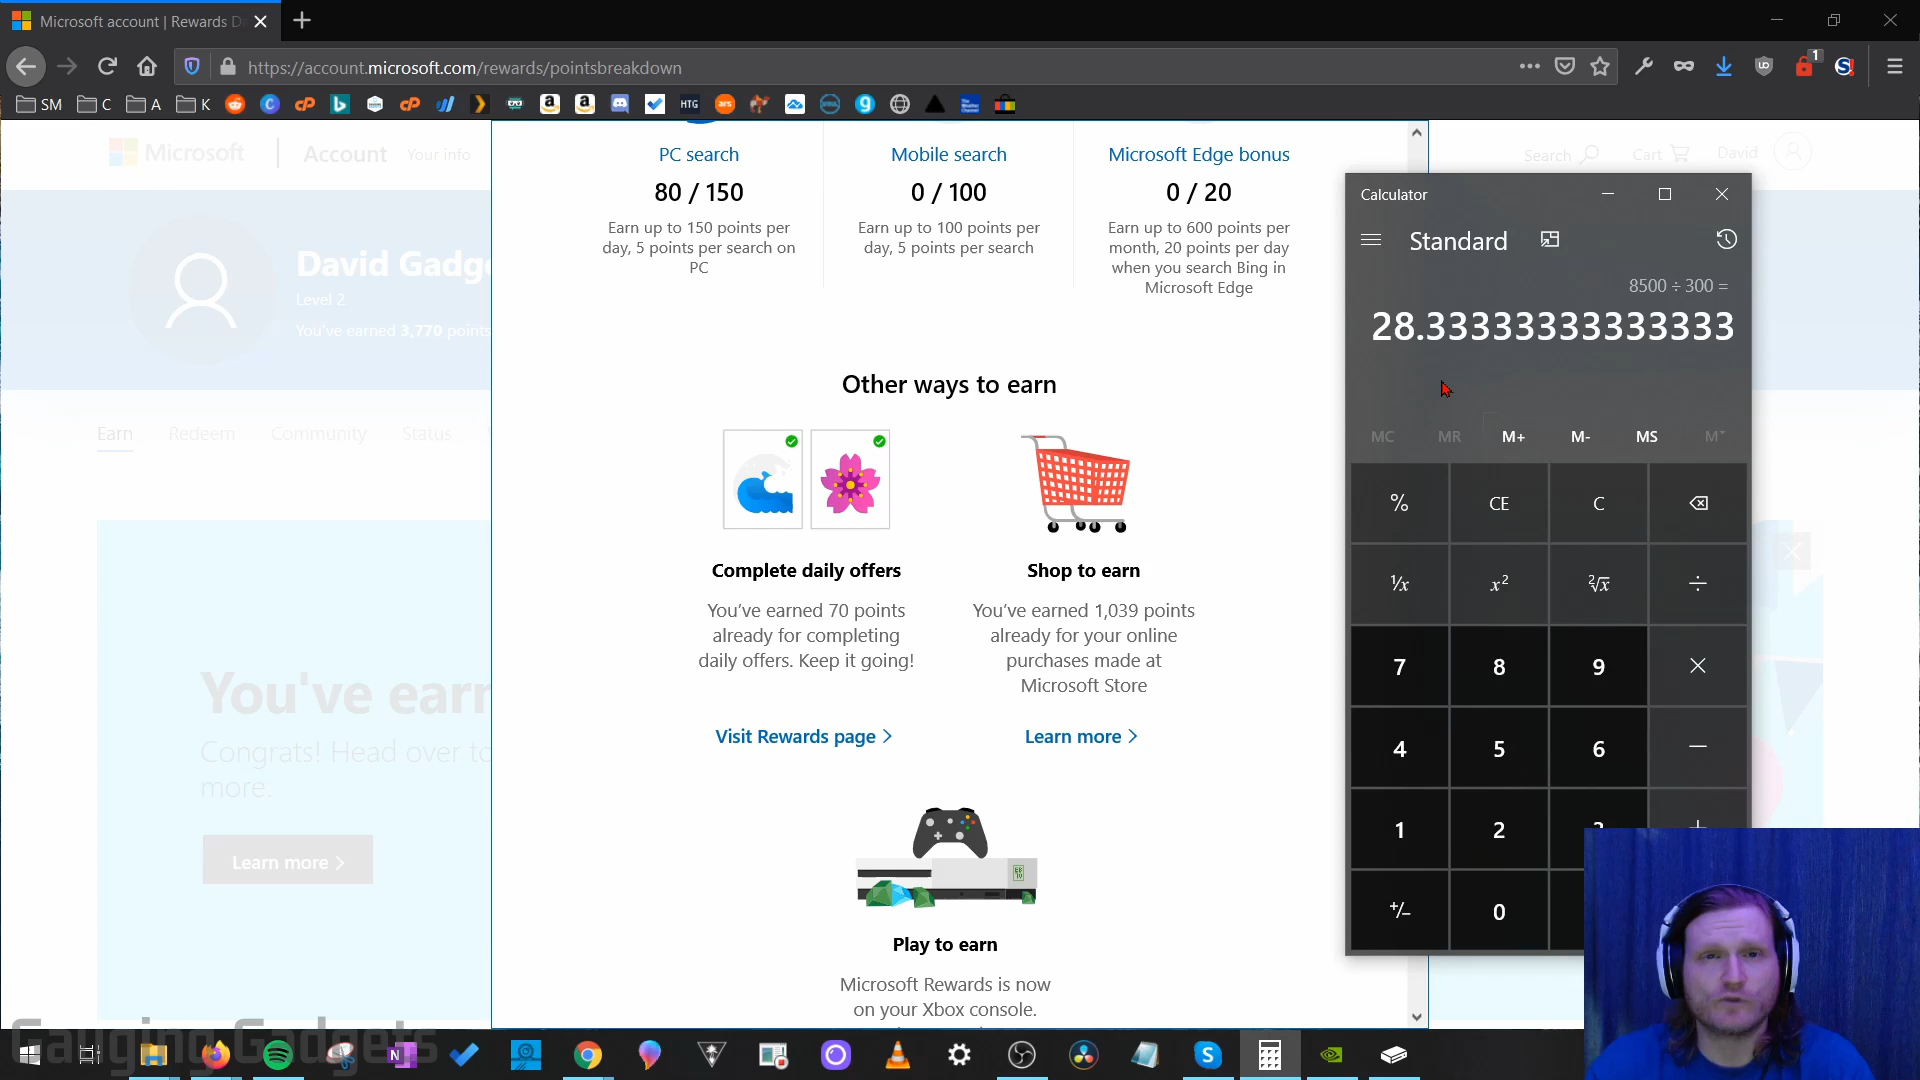 Microsoft account | Rewards D
https://account.microsoft.com/rewards/pointsbreakdown
1
SM
C
A
K
HTG
Microsoft
Account
Your info
Search
Cart
David
David Gadge
Level 2
You've earned 3,770 points
Earn
Redeem
Community
Status
You've earn
Congrats! Head over to
more.
Learn more >
PC search
80 / 150
Earn up to 150 points per
day, 5 points per search on
PC
Mobile search
0 / 100
Earn up to 100 points per
day, 5 points per search
Microsoft Edge bonus
0 / 20
Earn up to 600 points per
month, 20 points per day
when you search Bing in
Microsoft Edge
Other ways to earn
Complete daily offers
You've earned 70 points
already for completing
daily offers. Keep it going!
Visit Rewards page >
Shop to earn
You've earned 1,039 points
already for your online
purchases made at
Microsoft Store
Learn more >
Play to earn
Microsoft Rewards is now
on your Xbox console.
Calculator
Standard
8500 ÷ 300 =
28.33333333333333
MC MR M+ M- MS M˅
% CE C
¹/x x² ²√x ÷
7 8 9 ×
4 5 6 −
1 2
+/− 0
Gauging Gadgets